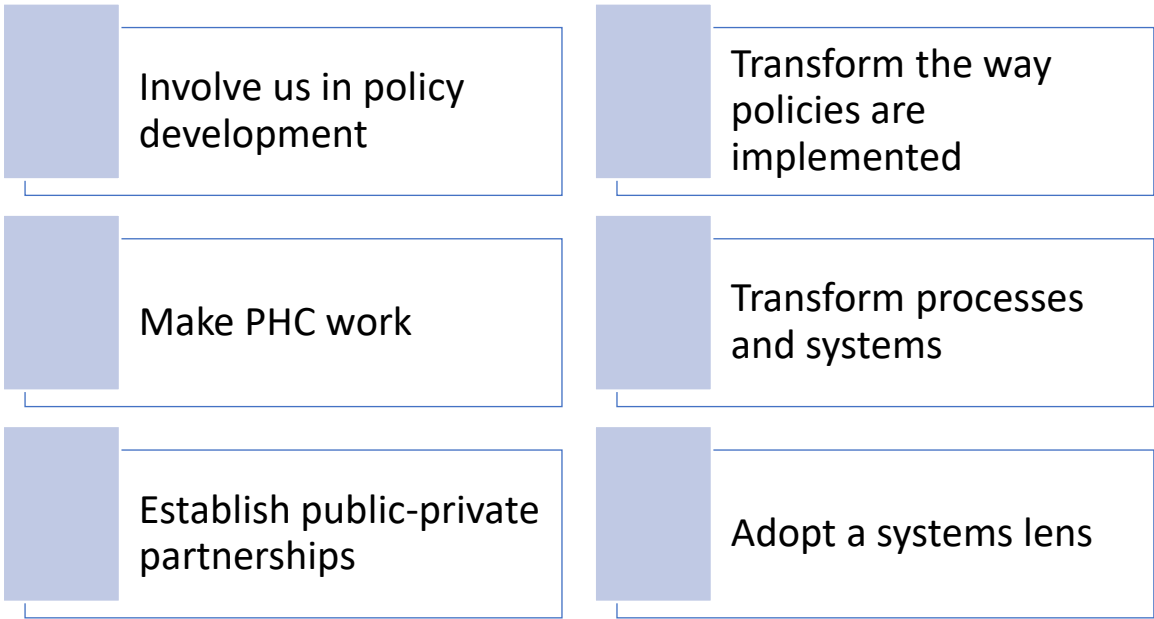 Involve us in policy
development
Transform the way
policies are
implemented
Make PHC work
Transform processes
and systems
Establish public-private
partnerships
Adopt a systems lens